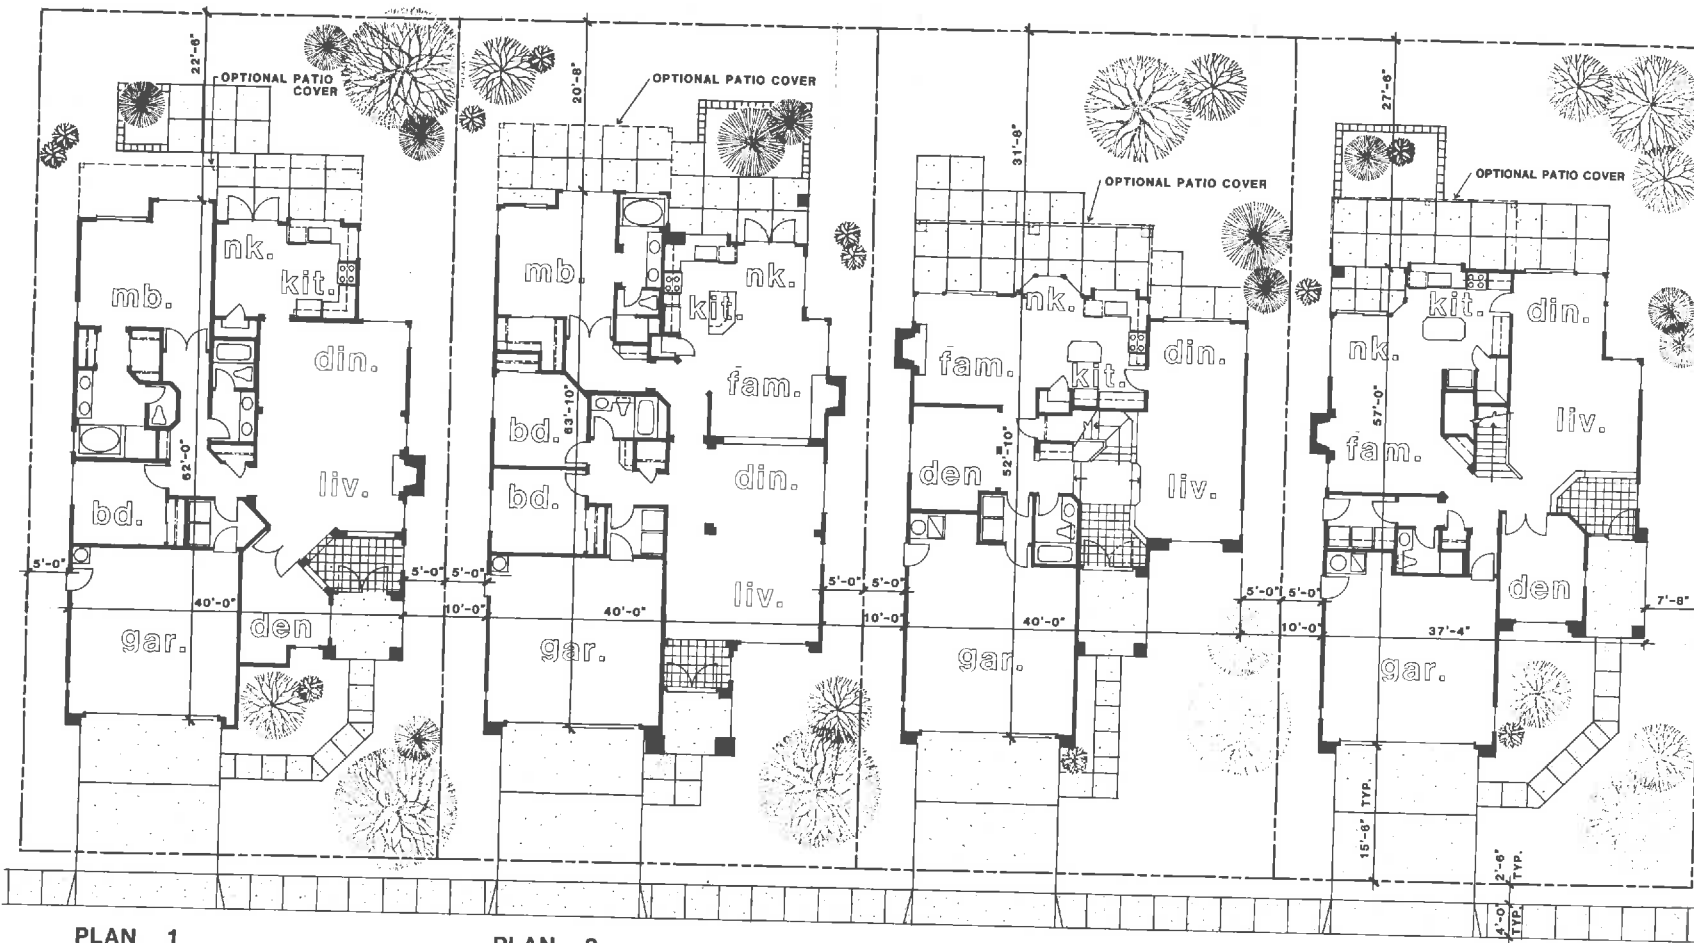 22'-6"
OPTIONAL PATIO
COVER
nk.
kit.
mb.
din.
62'-0"
liv.
bd.
5'-0"
5'-0"
40'-0"
den
gar.
PLAN 1
20'-8"
OPTIONAL PATIO COVER
mb.
nk.
kit.
fam.
bd.
63'-10"
din.
bd.
5'-0"
5'-0"
10'-0"
40'-0"
liv.
gar.
PLAN
31'-8"
OPTIONAL PATIO COVER
nk.
din.
fam.
kit.
den
52'-10"
liv.
5'-0"
5'-0"
10'-0"
40'-0"
gar.
27'-6"
OPTIONAL PATIO COVER
kit.
din.
nk.
57'-0"
liv.
fam.
5'-0"
den
7'-8"
10'-0"
37'-4"
gar.
15'-6" TYP.
2'-6"
TYP.
4'-0"
TYP.